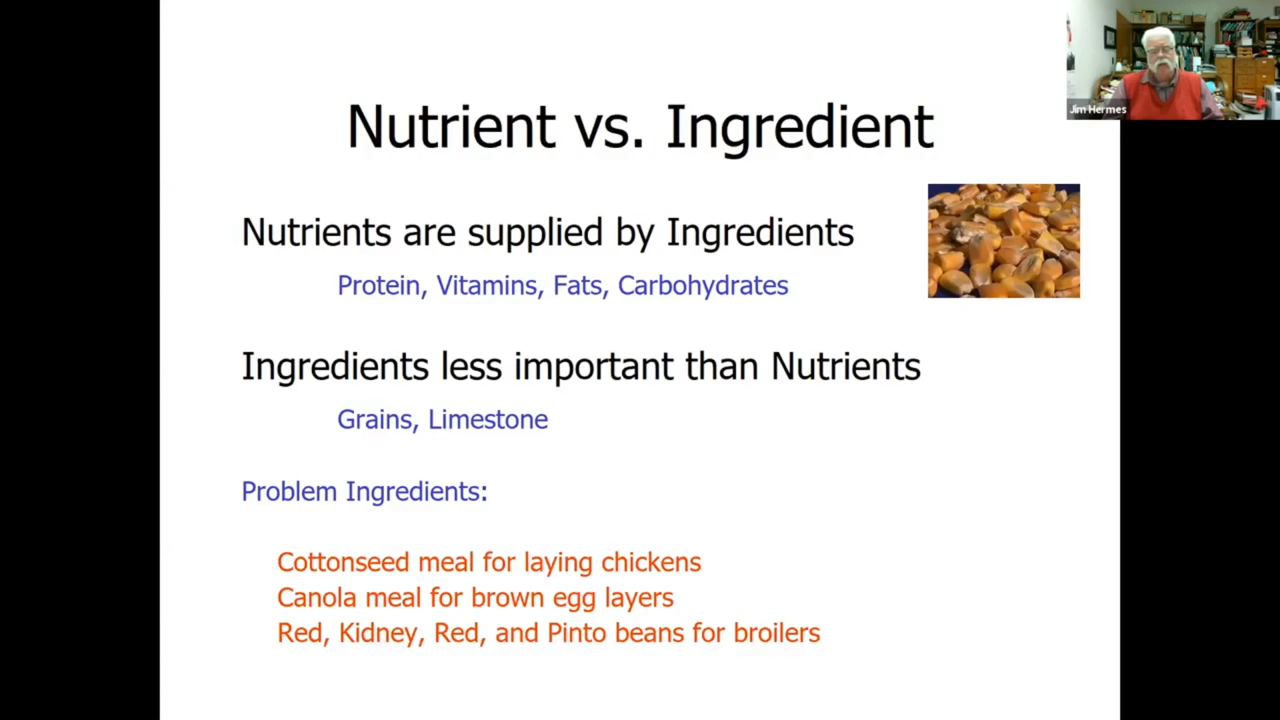 Nutrient vs. Ingredient
Jim Hermes
Nutrients are supplied by Ingredients
Protein, Vitamins, Fats, Carbohydrates
Ingredients less important than Nutrients
Grains, Limestone
Problem Ingredients:
Cottonseed meal for laying chickens
Canola meal for brown egg layers
Red, Kidney, Red, and Pinto beans for broilers